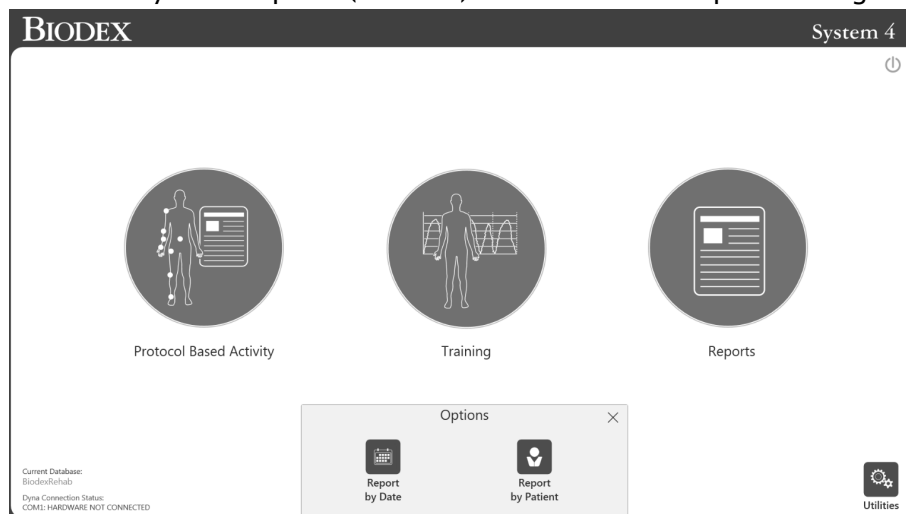 BIODEX
System 4
Protocol Based Activity
Training
Reports
Options
Report
by Date
Report
by Patient
Current Database:
BiodexRehab
Dyna Connection Status:
COM1: HARDWARE NOT CONNECTED
Utilities